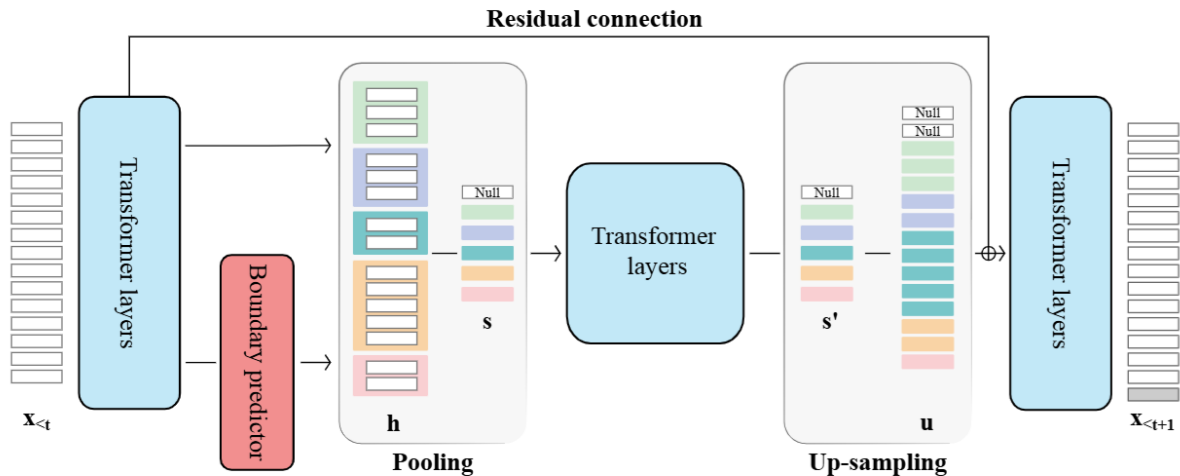 Residual connection
x<t
Transformer layers
Boundary predictor
h
Null
s
Pooling
Transformer
layers
Null
s'
Null
Null
u
Up-sampling
Transformer layers
x<t+1